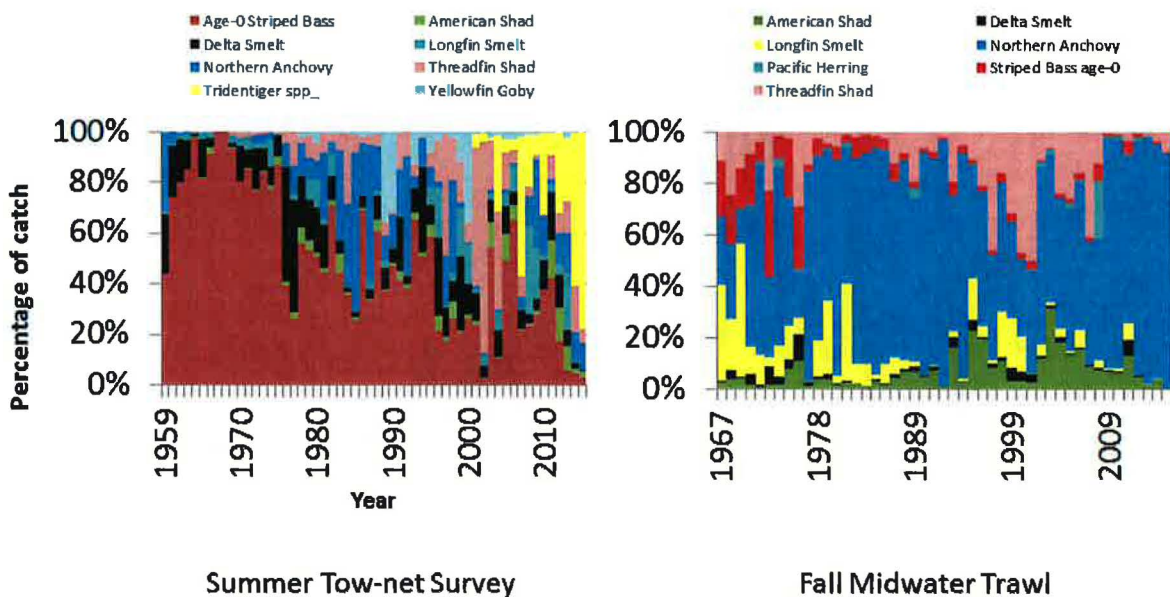 Age-0 Striped Bass
American Shad
Delta Smelt
Longfin Smelt
Northern Anchovy
Threadfin Shad
Tridentiger spp_
Yellowfin Goby
American Shad
Delta Smelt
Longfin Smelt
Northern Anchovy
Pacific Herring
Striped Bass age-0
Threadfin Shad
Percentage of catch
100%
80%
60%
40%
20%
0%
1959
1970
1980
1990
2000
2010
Year
100%
80%
60%
40%
20%
0%
1967
1978
1989
1999
2009
Summer Tow-net Survey
Fall Midwater Trawl